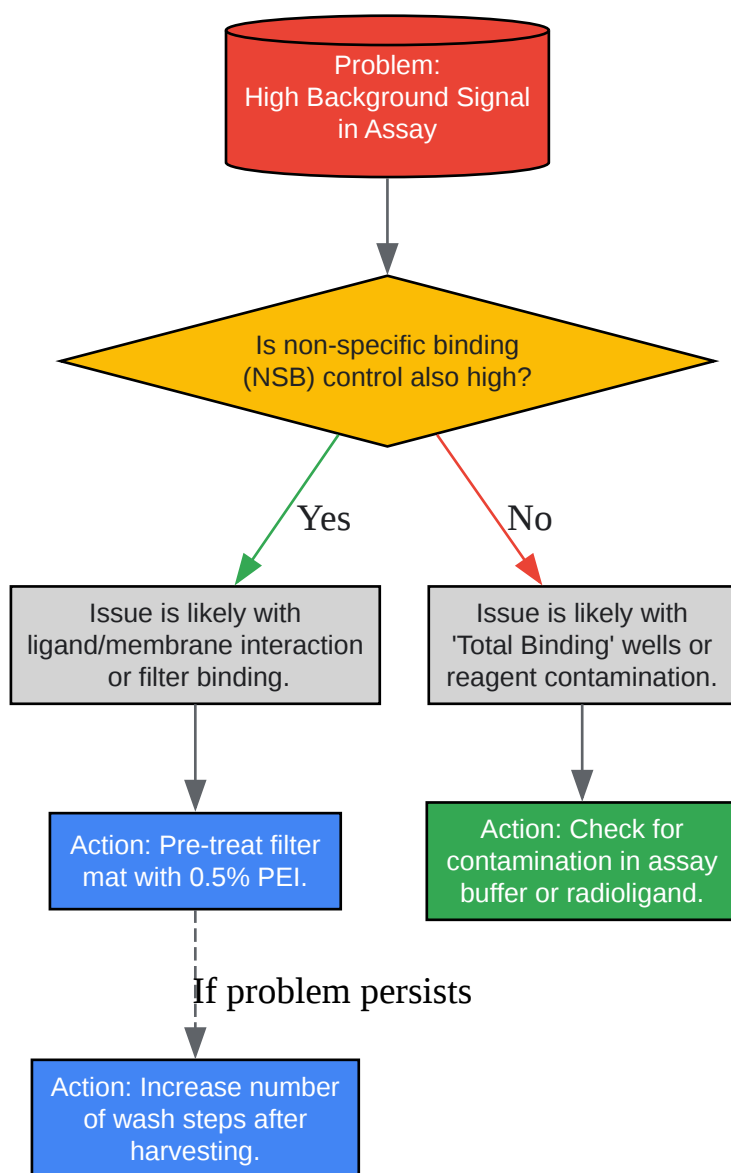 Problem:
High Background Signal
in Assay
Is non-specific binding
(NSB) control also high?
Yes
No
Issue is likely with
ligand/membrane interaction
or filter binding.
Issue is likely with
'Total Binding' wells or
reagent contamination.
Action: Pre-treat filter
mat with 0.5% PEI.
Action: Check for
contamination in assay
buffer or radioligand.
If problem persists
Action: Increase number
of wash steps after
harvesting.